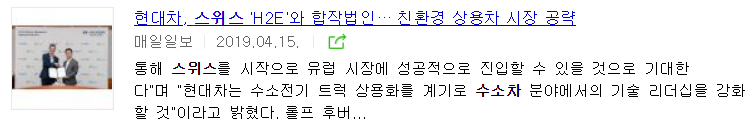 현대차, 스위스 'H2E'와 합작법인… 친환경 상용차 시장 공략
매일일보 | 2019.04.15. |
통해 스위스를 시작으로 유럽 시장에 성공적으로 진입할 수 있을 것으로 기대한
다"며 "현대차는 수소전기 트럭 상용화를 계기로 수소차 분야에서의 기술 리더십을 강화
할 것"이라고 밝혔다. 롤프 후버...